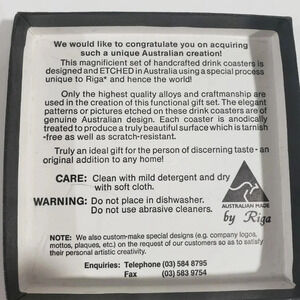 We would like to congratulate you on acquiring
such a unique Australian creation!
This magnificient set of handcrafted drink coasters is
designed and ETCHED in Australia using a special process
unique to Riga* and hence the world!
Only the highest quality alloys and craftmanship are
used in the creation of this functional gift set. The elegant
patterns or pictures etched on these drink coasters are of
genuine Australian design. Each coaster is anodically
treated to produce a truly beautiful surface which is tarnish
-free as well as scratch-resistant.
Truly an ideal gift for the person of discerning taste - an
original addition to any home!
CARE: Clean with mild detergent and dry
with soft cloth.
WARNING: Do not place in dishwasher.
Do not use abrasive cleaners.
AUSTRALIAN MADE
by Riga
NOTE: We also custom-make special designs (e.g. company logos,
mottos, plaques, etc.) on the request of our customers so as to satisfy
their personal artistic creativity.
Enquiries: Telephone (03) 584 8795
Fax (03) 583 9754